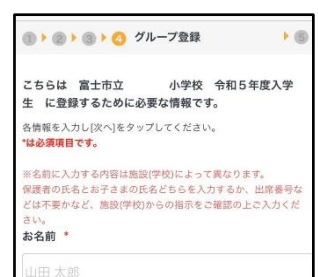 1 2 3 4 グループ登録 5
こちらは 富士市立 小学校 令和5年度入学
生 に登録するために必要な情報です。
各情報を入力し[次へ]をタップしてください。
*は必須項目です。
※名前に入力する内容は施設(学校)によって異なります。
保護者の氏名とお子さまの氏名どちらを入力するか、出席番号な
どは不要かなど、施設(学校)からの指示をご確認の上ご入力くだ
さい。
お名前 *
山田 太郎